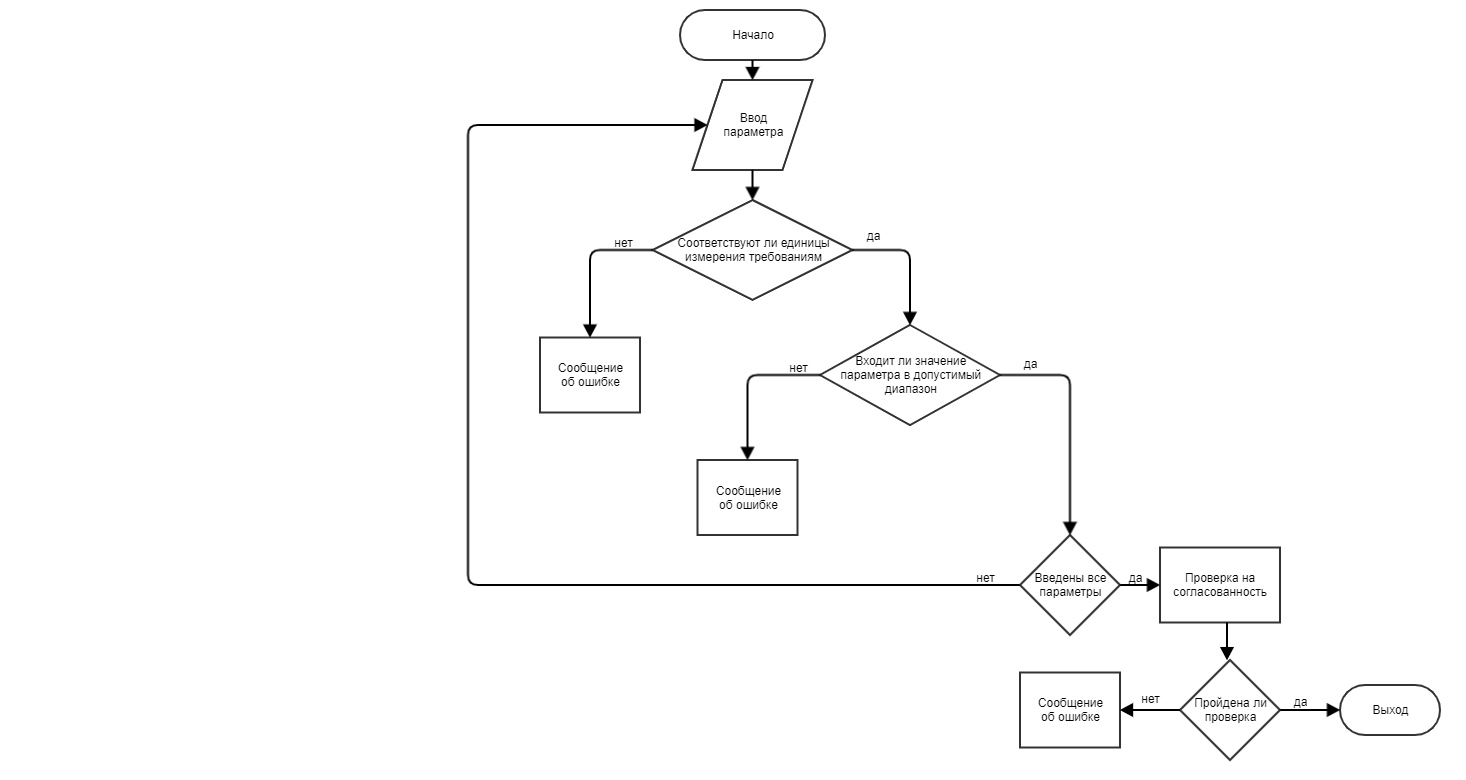 Начало
Ввод
параметра
Соответствуют ли единицы
измерения требованиям
нет
да
Сообщение
об ошибке
Входит ли значение
параметра в допустимый
диапазон
нет
да
Сообщение
об ошибке
Введены все
параметры
нет
да
Проверка на
согласованность
Пройдена ли
проверка
нет
да
Сообщение
об ошибке
Выход